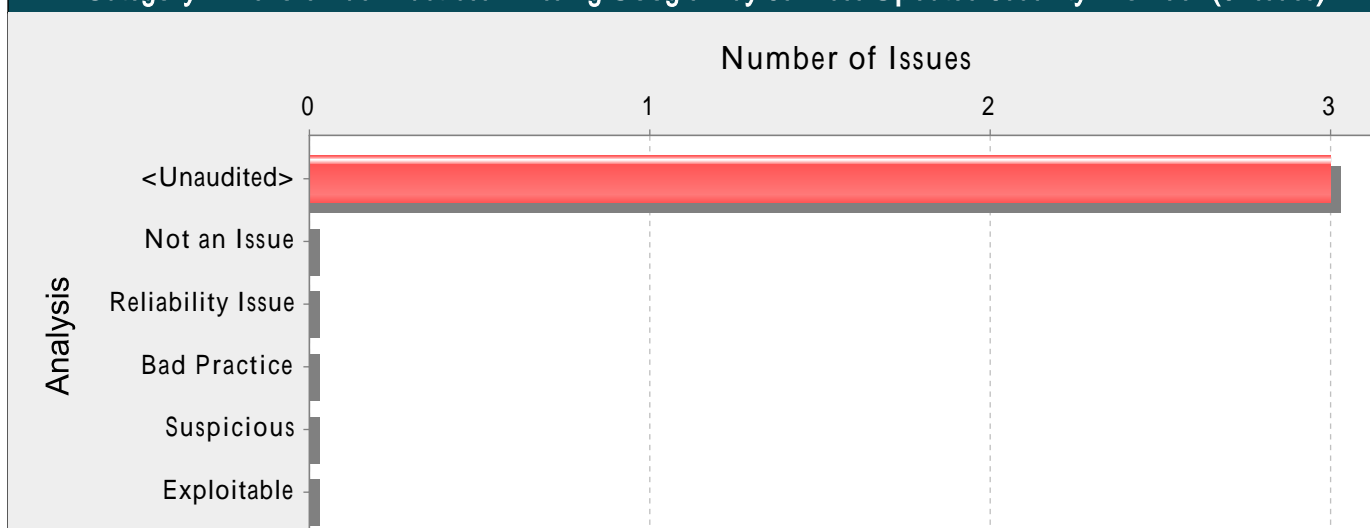 Number of Issues
0 1 2 3
<Unaudited>
Not an Issue
Reliability Issue
Analysis
Bad Practice
Suspicious
Exploitable